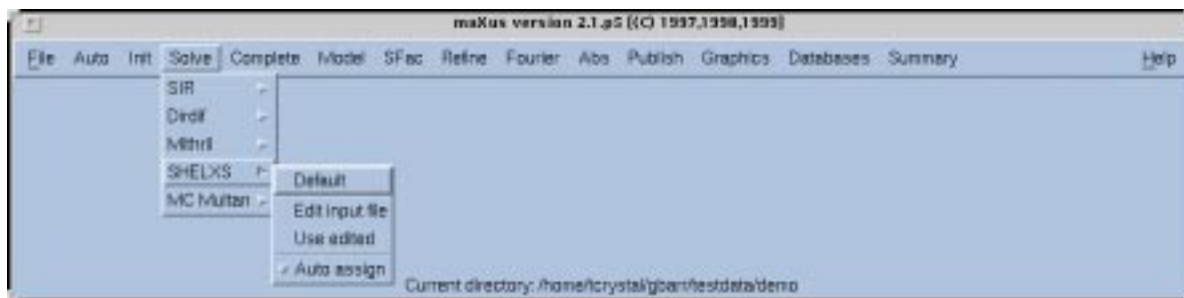 maXus version 2.1.p5 [(C) 1997,1998,1999]
File Auto Init Solve Complete Model SFac Refine Fourier Abs Publish Graphics Databases Summary Help
SIR
Dirdif
Mithril
SHELXS
Default
MC Multan
Edit input file
Use edited
Auto assign
Current directory: /home/tcrystal/gbarr/testdata/demo